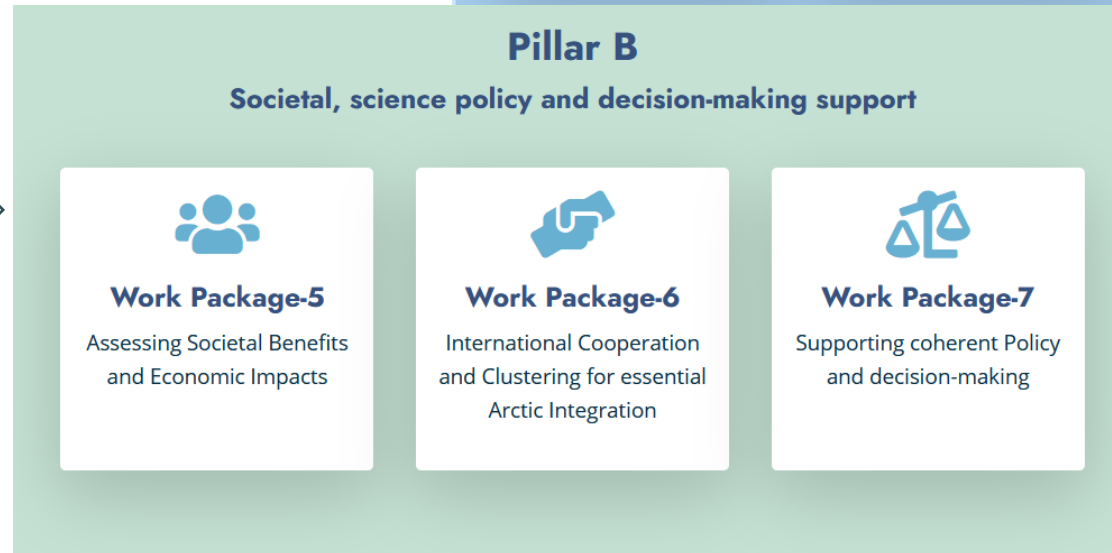 Pillar B
Societal, science policy and decision-making support
Work Package-5
Assessing Societal Benefits
and Economic Impacts
Work Package-6
International Cooperation
and Clustering for essential
Arctic Integration
Work Package-7
Supporting coherent Policy
and decision-making